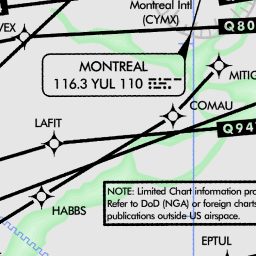 Montreal Intl
(CYMX)
VEX
Q80
MONTREAL
116.3 YUL 110
MITIG
COMAU
LAFIT
Q94
HABBS
NOTE: Limited Chart information pro
Refer to DoD (NGA) or foreign charts
publications outside US airspace.
EPTUL